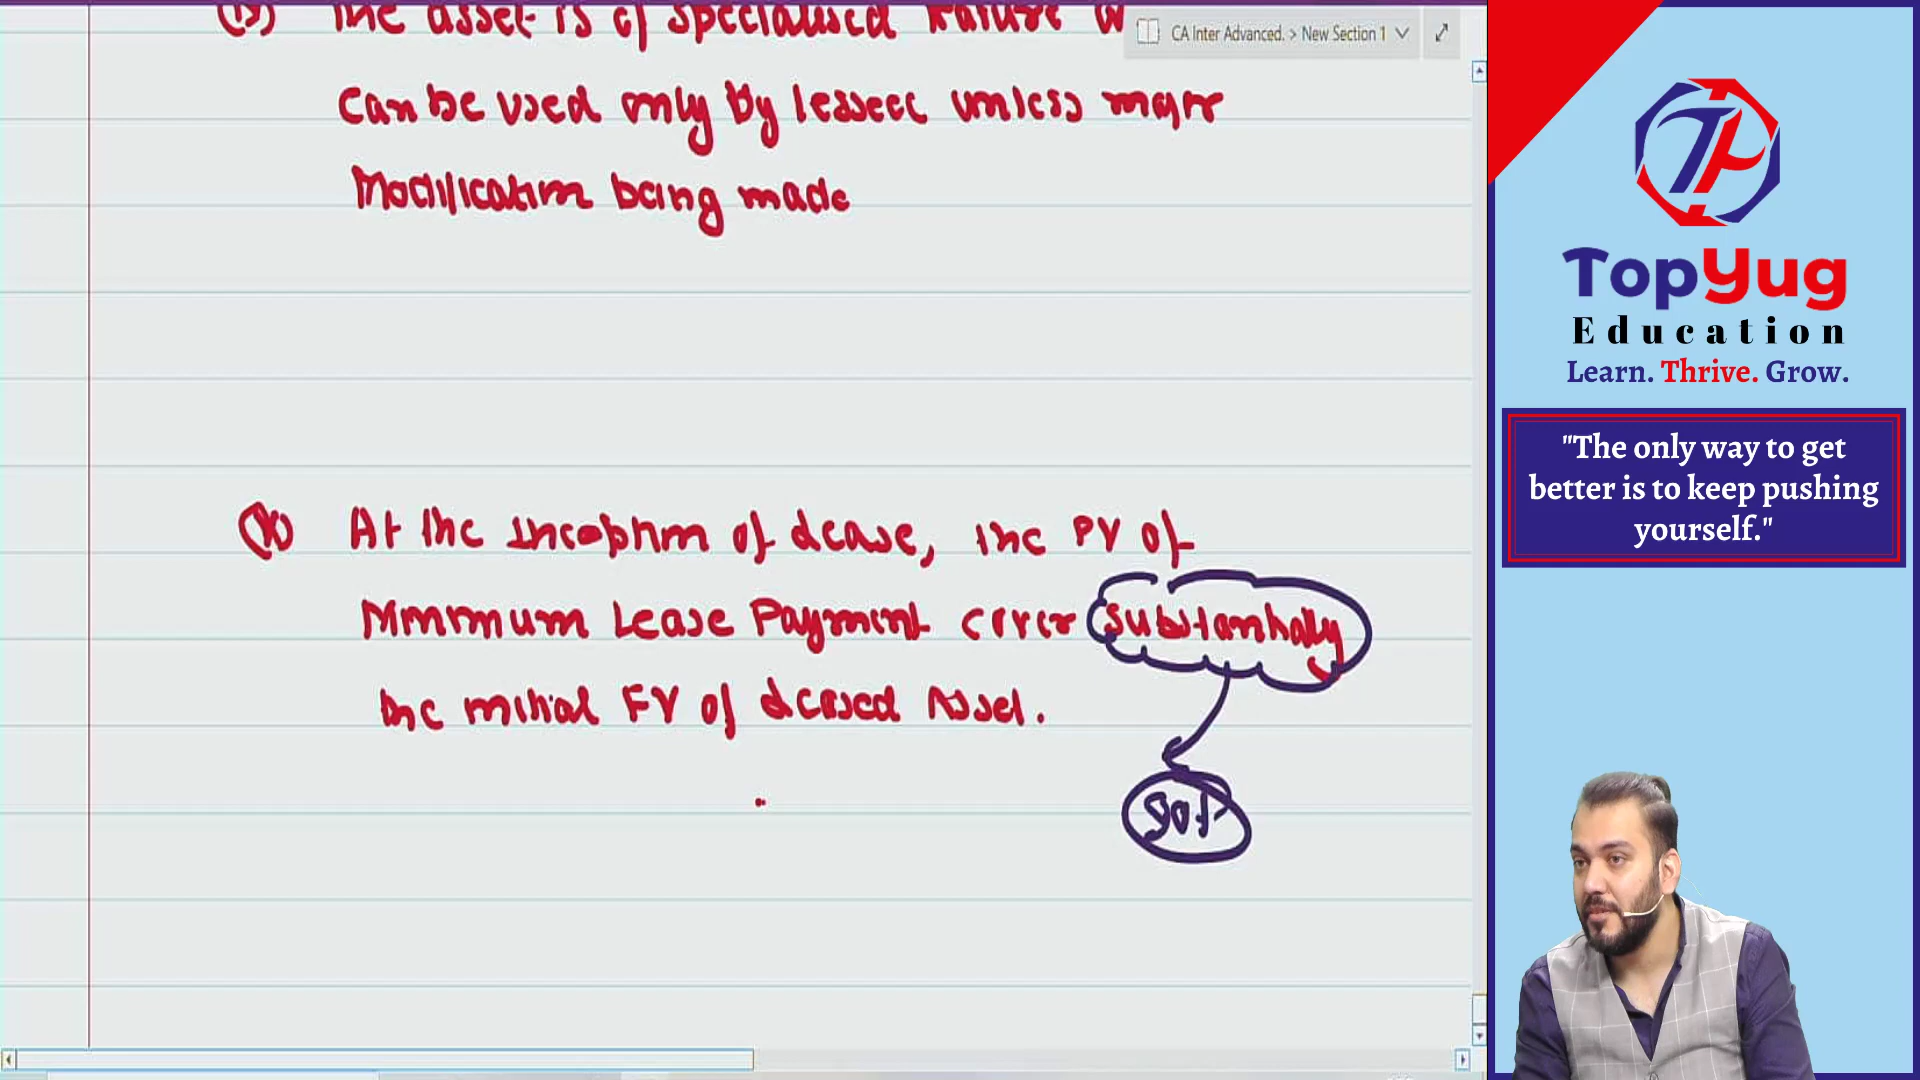 The asset is of specialised nature
CA Inter Advanced. > New Section 1
can be used only by lessee unless major
Modification being made
TopYug
Education
Learn. Thrive. Grow.
"The only way to get
better is to keep pushing
yourself."
At the Inception of Lease, the PV of
Minimum Lease Payment cover substantially
the initial FV of Leased Asset.
90%